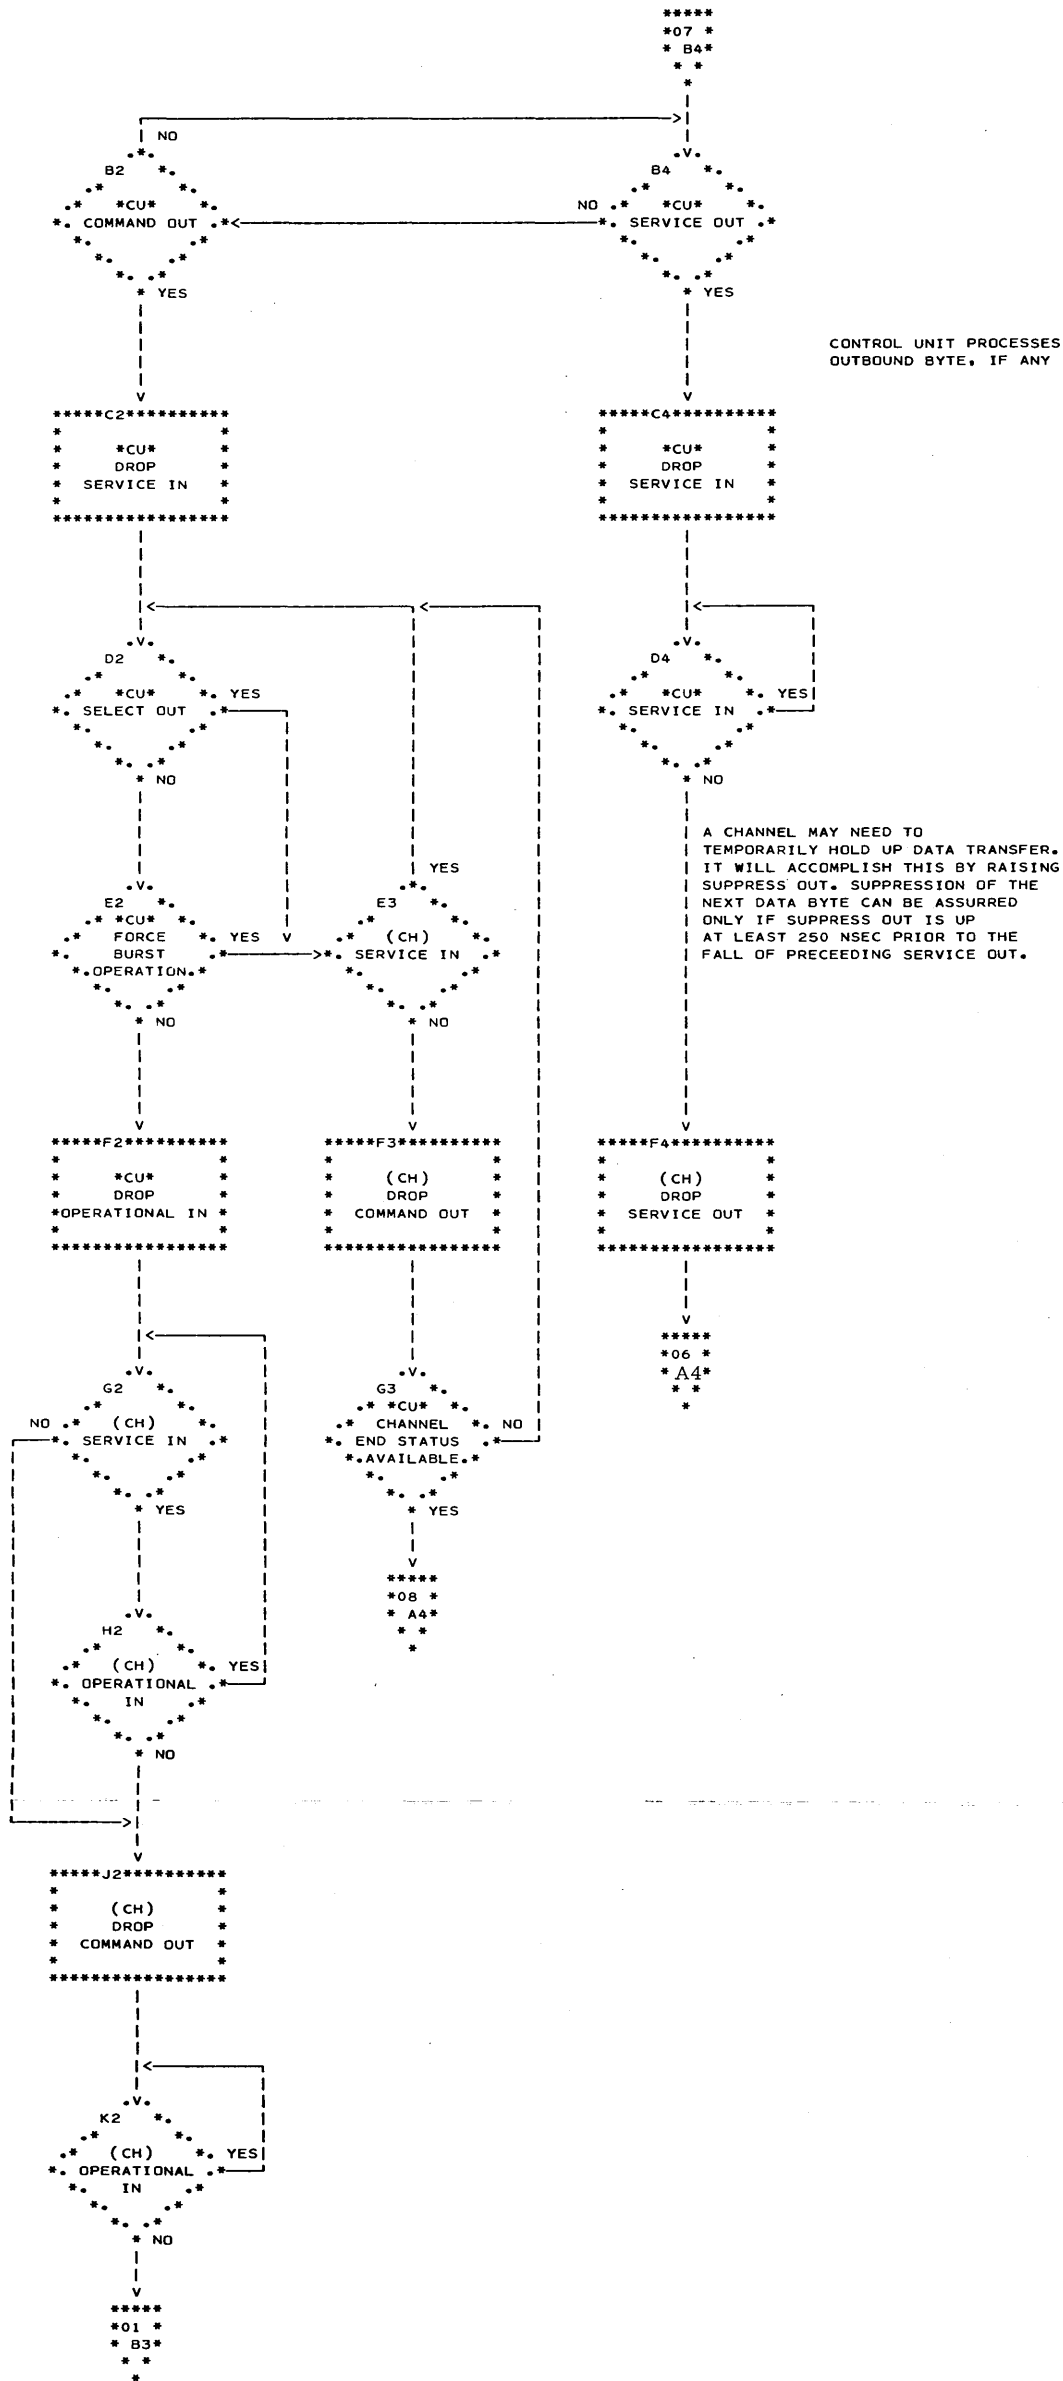 *07 *
* B4*
NO
B2
*CU*
COMMAND OUT
YES
B4
NO
*CU*
SERVICE OUT
YES
CONTROL UNIT PROCESSES
OUTBOUND BYTE, IF ANY
*****C2**********
*CU*
DROP
SERVICE IN
*****C4**********
*CU*
DROP
SERVICE IN
D2
*CU*
YES
SELECT OUT
NO
D4
*CU*
YES
SERVICE IN
NO
A CHANNEL MAY NEED TO
TEMPORARILY HOLD UP DATA TRANSFER.
IT WILL ACCOMPLISH THIS BY RAISING
SUPPRESS OUT. SUPPRESSION OF THE
NEXT DATA BYTE CAN BE ASSURRED
ONLY IF SUPPRESS OUT IS UP
AT LEAST 250 NSEC PRIOR TO THE
FALL OF PRECEEDING SERVICE OUT.
E2
*CU*
FORCE
YES
BURST
OPERATION
NO
YES
E3
(CH)
SERVICE IN
NO
*****F2**********
*CU*
DROP
*OPERATIONAL IN *
*****F3**********
(CH)
DROP
COMMAND OUT
*****F4**********
(CH)
DROP
SERVICE OUT
*06 *
* A4*
G2
NO
(CH)
SERVICE IN
YES
G3
*CU*
CHANNEL
NO
END STATUS
AVAILABLE
YES
*08 *
* A4*
H2
(CH)
YES
OPERATIONAL
IN
NO
*****J2**********
(CH)
DROP
COMMAND OUT
K2
(CH)
YES
OPERATIONAL
IN
NO
*01 *
* B3*